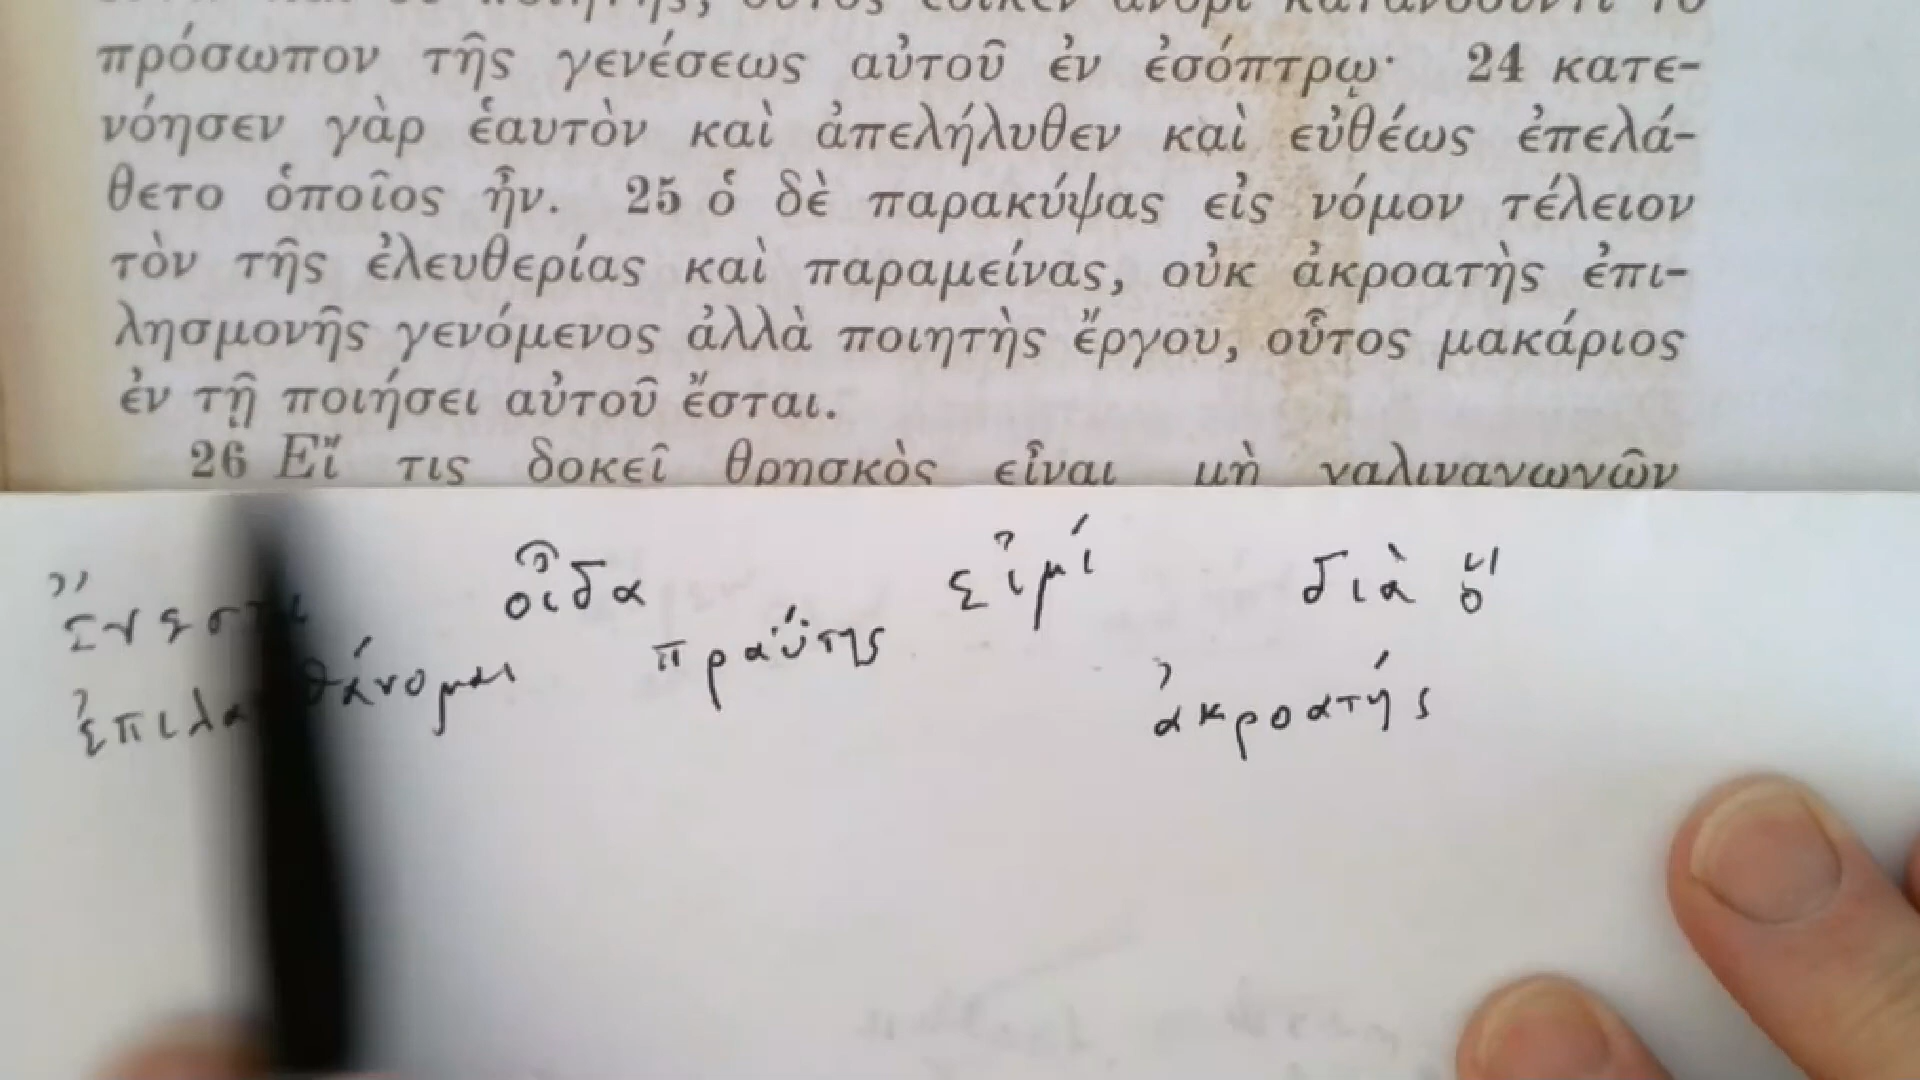 πρόσωπον τῆς γενέσεως αὐτοῦ ἐν ἐσόπτρῳ· 24 κατε-
νόησεν γὰρ ἑαυτὸν καὶ ἀπελήλυθεν καὶ εὐθέως ἐπελά-
θετο ὁποῖος ἦν. 25 ὁ δὲ παρακύψας εἰς νόμον τέλειον
τὸν τῆς ἐλευθερίας καὶ παραμείνας, οὐκ ἀκροατὴς ἐπι-
λησμονῆς γενόμενος ἀλλὰ ποιητὴς ἔργου, οὗτος μακάριος
ἐν τῇ ποιήσει αὐτοῦ ἔσται.
26 Εἴ τις δοκεῖ θρησκὸς εἶναι μὴ
οἶδα εἰμί διὰ ὅ
πραΰτης ἀκροατής